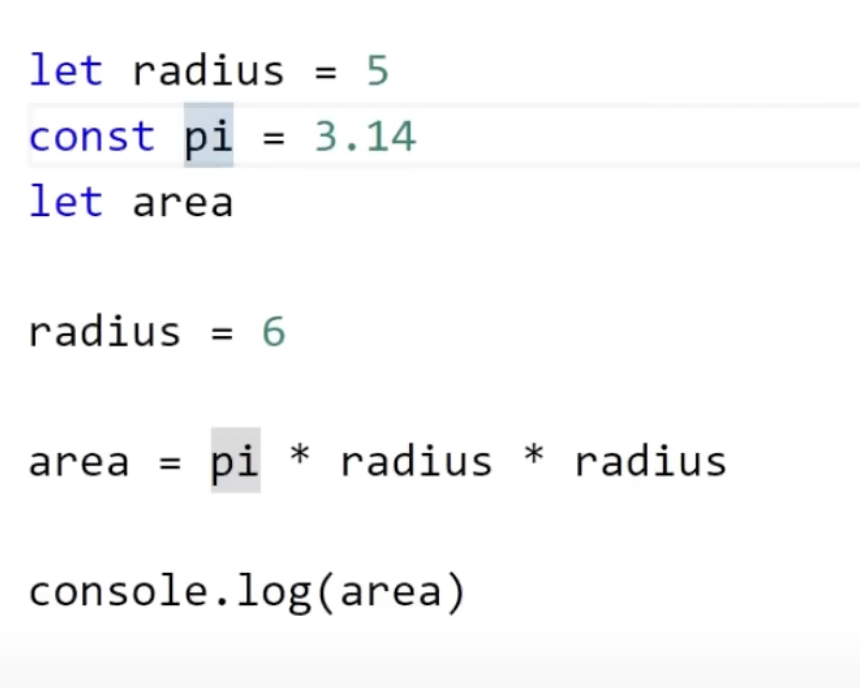 let radius = 5
const pi = 3.14
let area
radius = 6
area = pi * radius * radius
console.log(area)